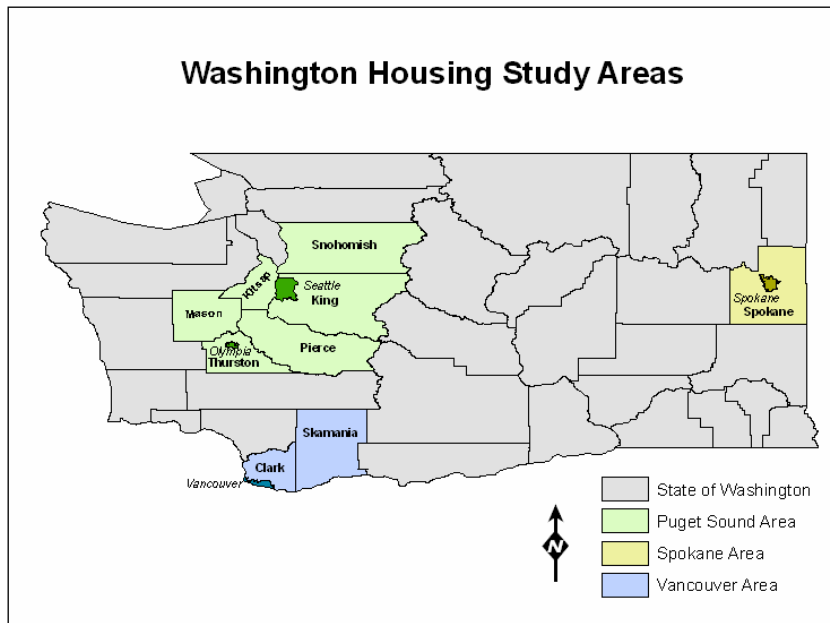 Washington Housing Study Areas
Snohomish
Kitsap
Seattle
King
Mason
Pierce
Olympia
Thurston
Spokane
Spokane
Skamania
Clark
Vancouver
N
State of Washington
Puget Sound Area
Spokane Area
Vancouver Area